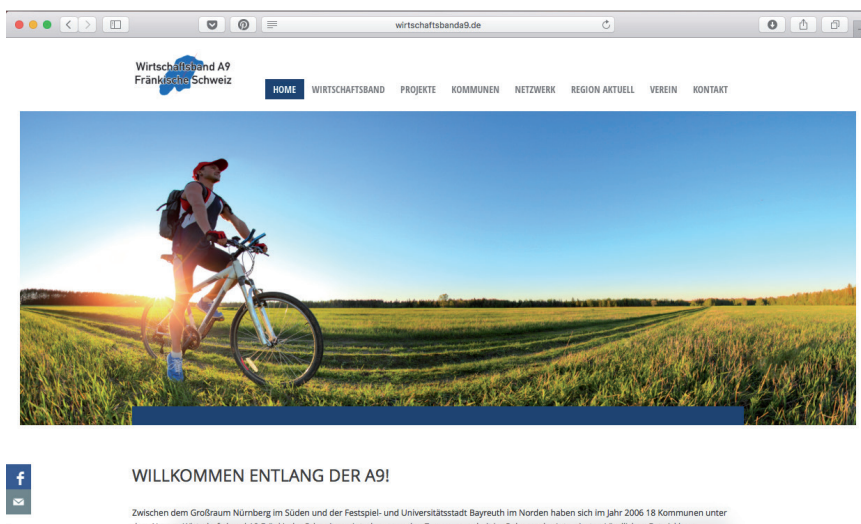 wirtschaftsbanda9.de
Wirtschaftsband A9
Fränkische Schweiz
HOME WIRTSCHAFTSBAND PROJEKTE KOMMUNEN NETZWERK REGION AKTUELL VEREIN KONTAKT
WILLKOMMEN ENTLANG DER A9!
Zwischen dem Großraum Nürnberg im Süden und der Festspiel- und Universitätsstadt Bayreuth im Norden haben sich im Jahr 2006 18 Kommunen unter